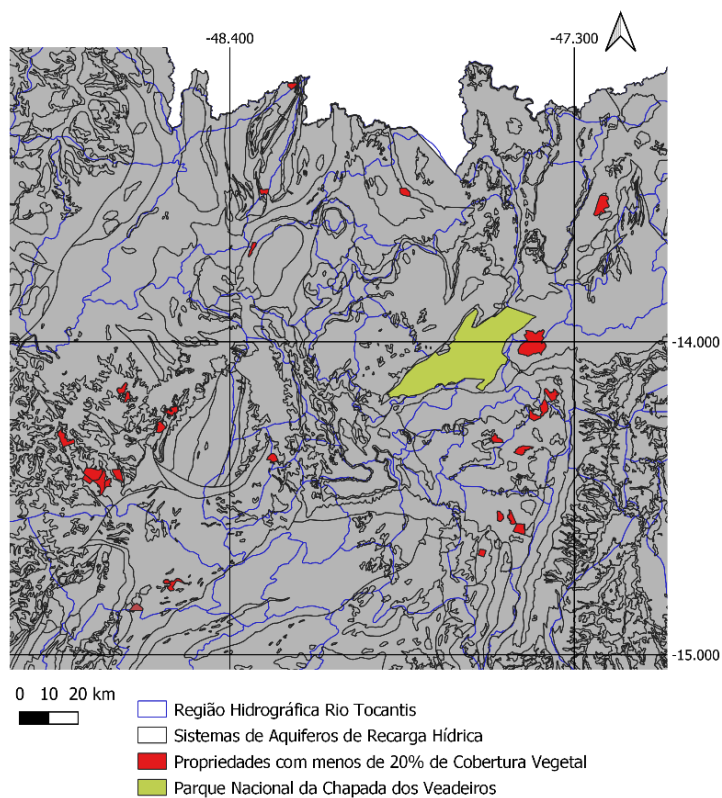 -48.400
-47.300
-14.000
-15.000
0 10 20 km
Região Hidrográfica Rio Tocantis
Sistemas de Aquiferos de Recarga Hídrica
Propriedades com menos de 20% de Cobertura Vegetal
Parque Nacional da Chapada dos Veadeiros